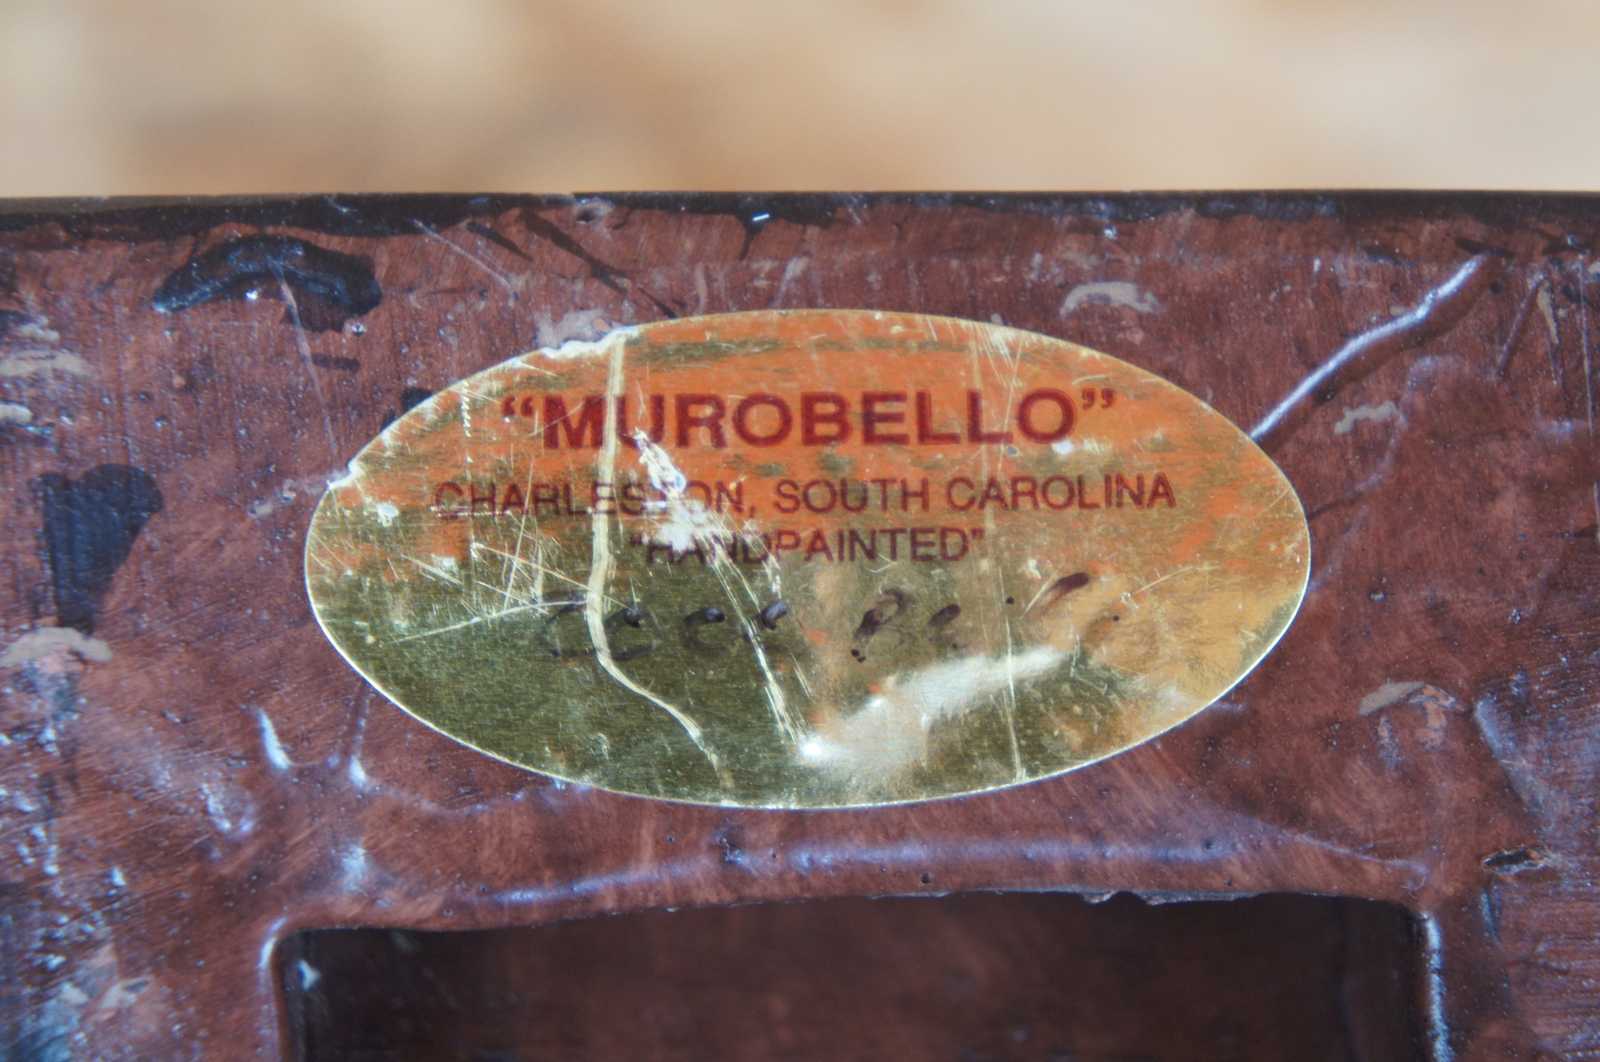 “MUROBELLO”
CHARLESTON, SOUTH CAROLINA
“HANDPAINTED”